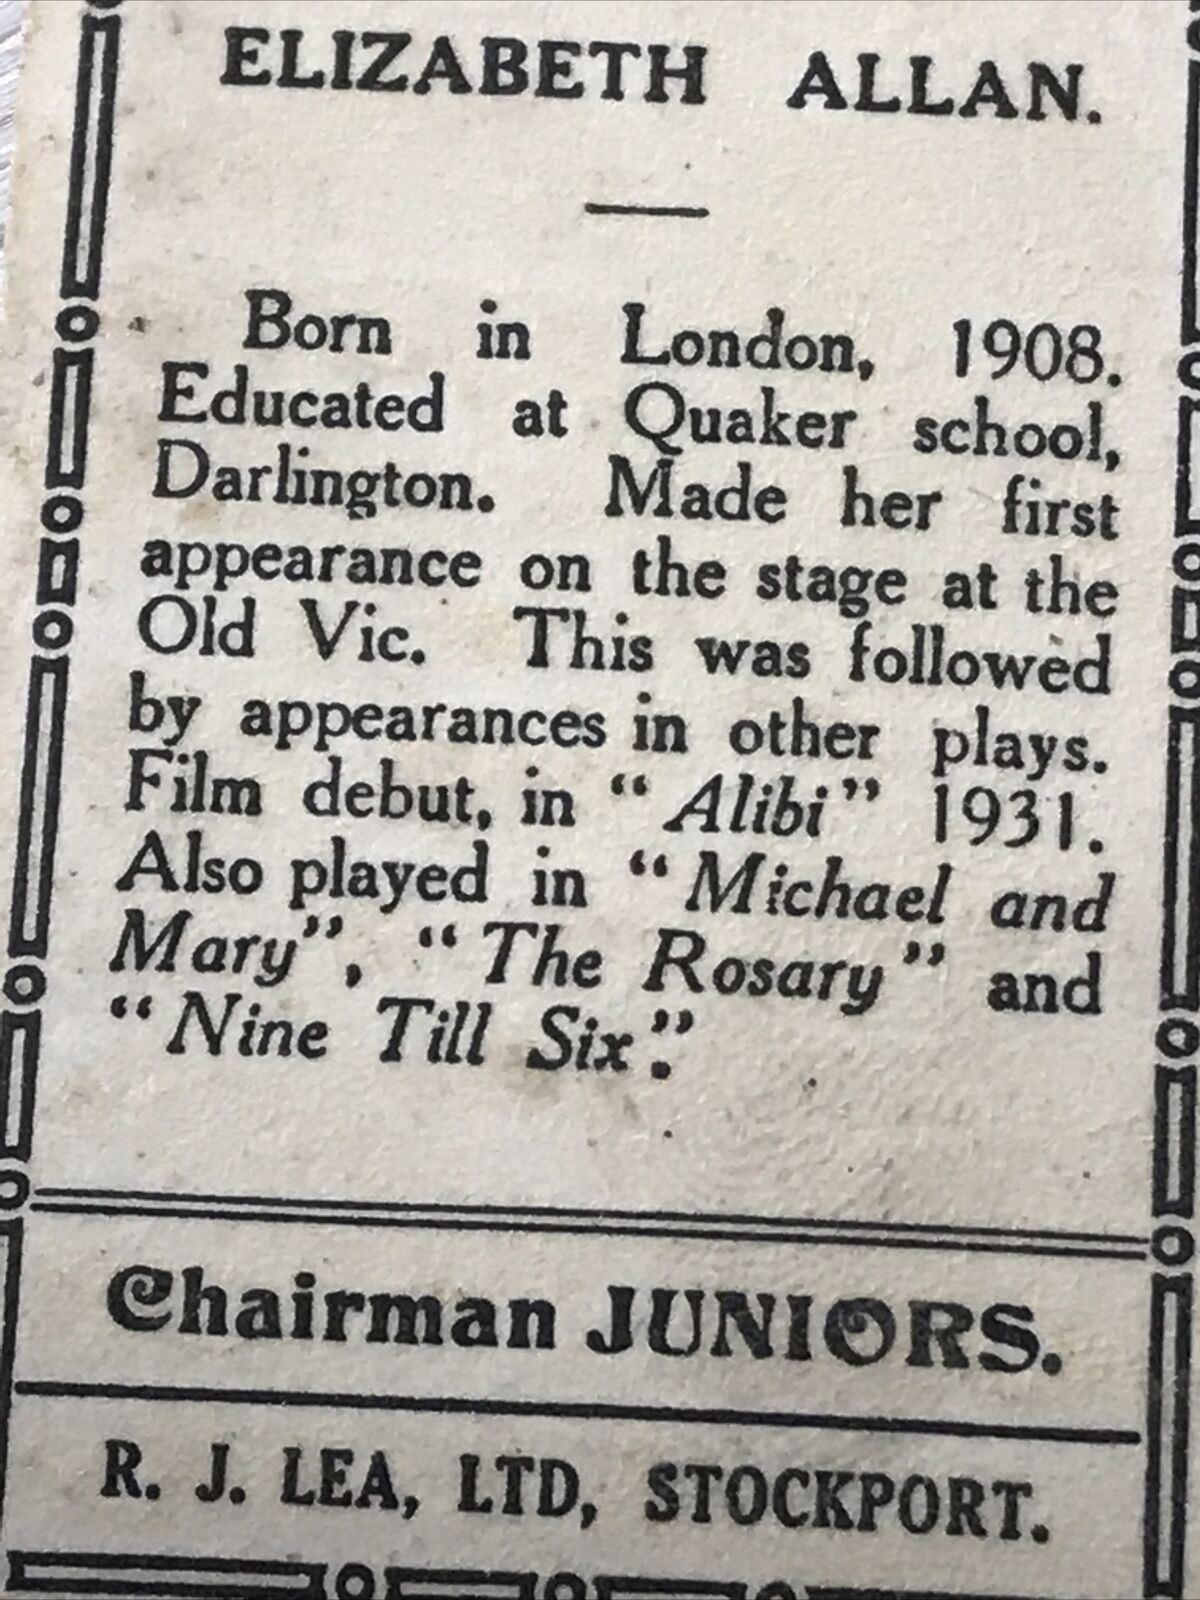 ELIZABETH ALLAN.
Born in London, 1908.
Educated at Quaker school,
Darlington. Made her first
appearance on the stage at the
Old Vic. This was followed
by appearances in other plays.
Film debut, in “Alibi” 1931.
Also played in “Michael and
Mary”, “The Rosary” and
“Nine Till Six”.
Chairman JUNIORS.
R. J. LEA, LTD, STOCKPORT.